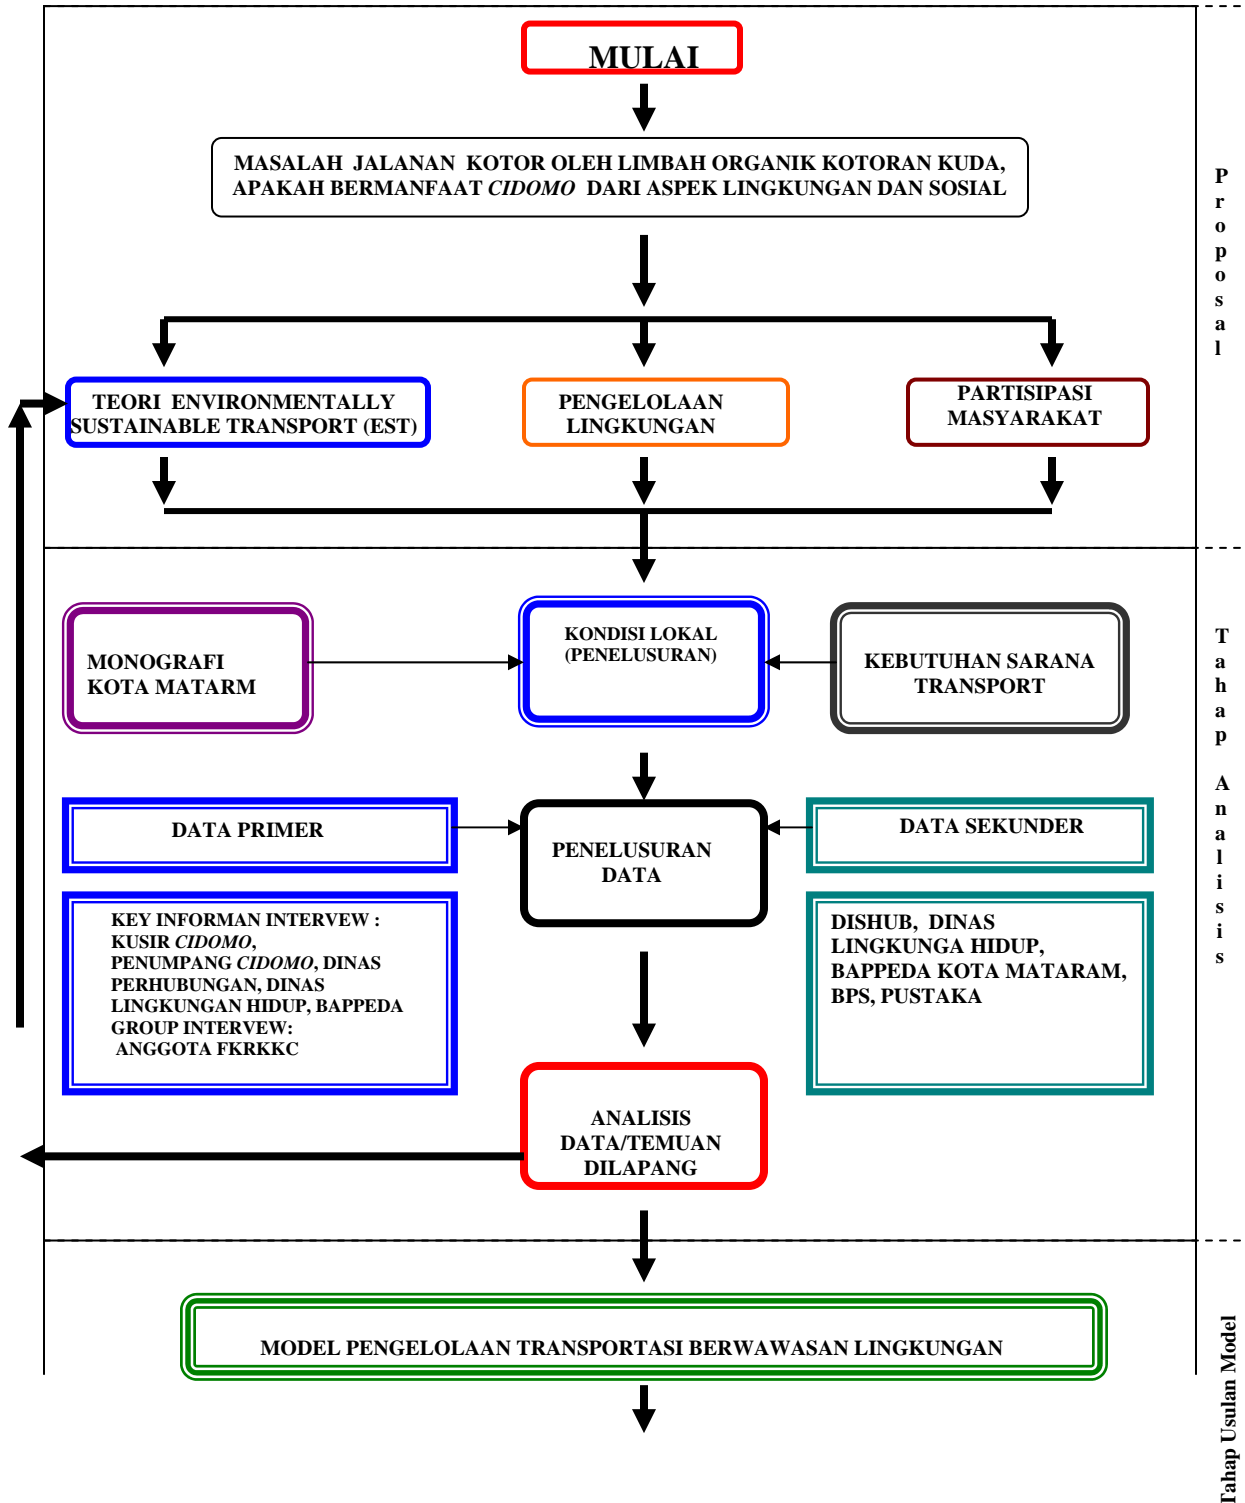 MULAI
MASALAH JALANAN KOTOR OLEH LIMBAH ORGANIK KOTORAN KUDA,
APAKAH BERMANFAAT CIDOMO DARI ASPEK LINGKUNGAN DAN SOSIAL
Proposal
TEORI ENVIRONMENTALLY
SUSTAINABLE TRANSPORT (EST)
PENGELOLAAN
LINGKUNGAN
PARTISIPASI
MASYARAKAT
MONOGRAFI
KOTA MATARM
KONDISI LOKAL
(PENELUSURAN)
KEBUTUHAN SARANA
TRANSPORT
Tahap Analisis
DATA PRIMER
PENELUSURAN
DATA
DATA SEKUNDER
KEY INFORMAN INTERVEW :
KUSIR CIDOMO,
PENUMPANG CIDOMO, DINAS
PERHUBUNGAN, DINAS
LINGKUNGAN HIDUP, BAPPEDA
GROUP INTERVEW:
ANGGOTA FKRKKC
DISHUB, DINAS
LINGKUNGA HIDUP,
BAPPEDA KOTA MATARAM,
BPS, PUSTAKA
ANALISIS
DATA/TEMUAN
DILAPANG
MODEL PENGELOLAAN TRANSPORTASI BERWAWASAN LINGKUNGAN
Tahap Usulan Model